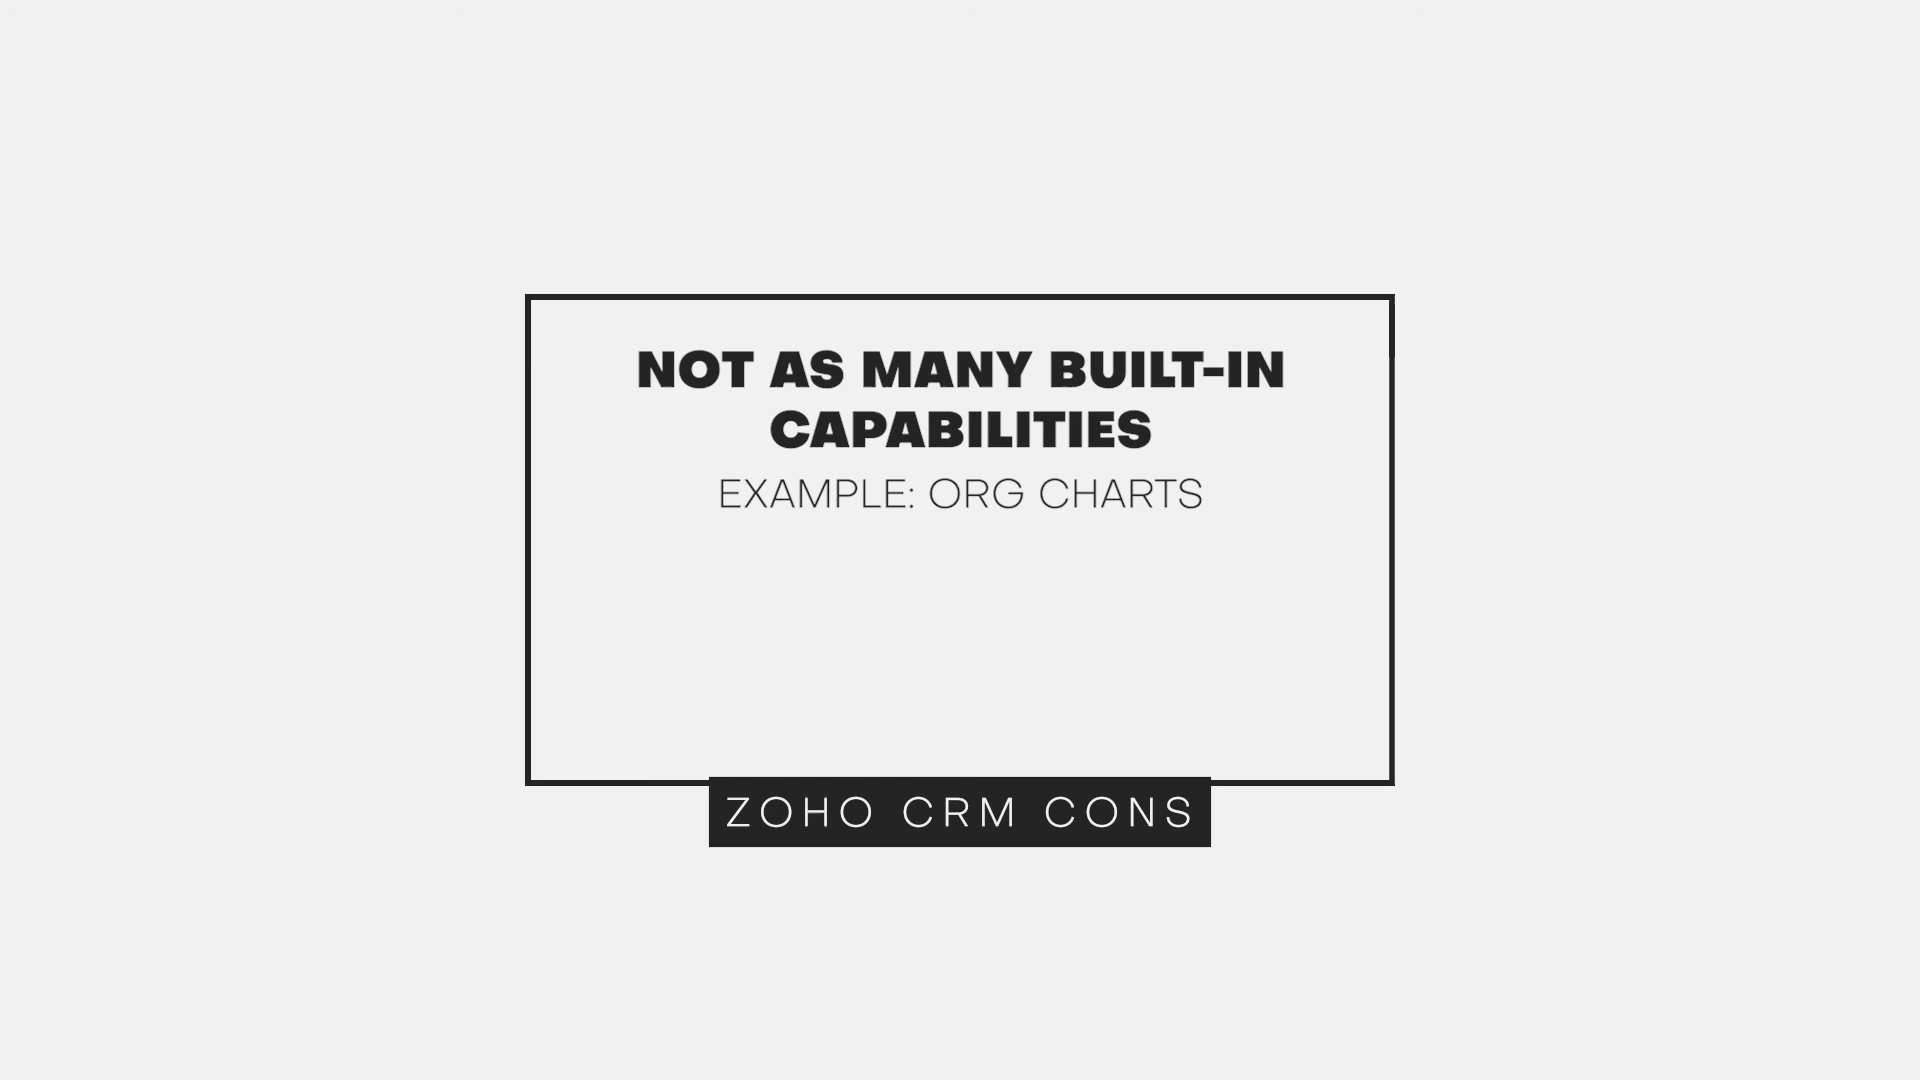 NOT AS MANY BUILT-IN
CAPABILITIES
EXAMPLE: ORG CHARTS
ZOHO CRM CONS